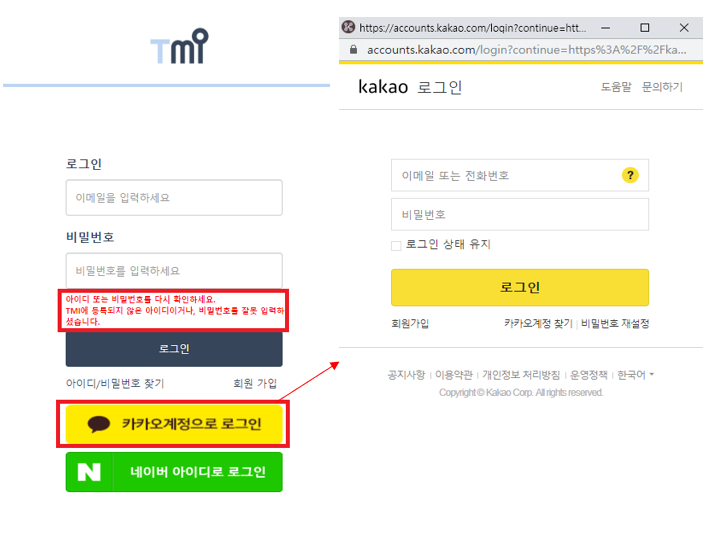 TMI
로그인
이메일을 입력하세요
비밀번호
비밀번호를 입력하세요
아이디 또는 비밀번호를 다시 확인하세요.
TMI에 등록되지 않은 아이디이거나, 비밀번호를 잘못 입력하
셨습니다.
로그인
아이디/비밀번호 찾기 회원 가입
카카오계정으로 로그인
N 네이버 아이디로 로그인
K https://accounts.kakao.com/login?continue=htt...
accounts.kakao.com/login?continue=https%3A%2F%2Fka...
kakao 로그인 도움말 문의하기
이메일 또는 전화번호 ?
비밀번호
로그인 상태 유지
로그인
회원가입 카카오계정 찾기 | 비밀번호 재설정
공지사항 | 이용약관 | 개인정보 처리방침 | 운영정책 | 한국어
Copyright © Kakao Corp. All rights reserved.